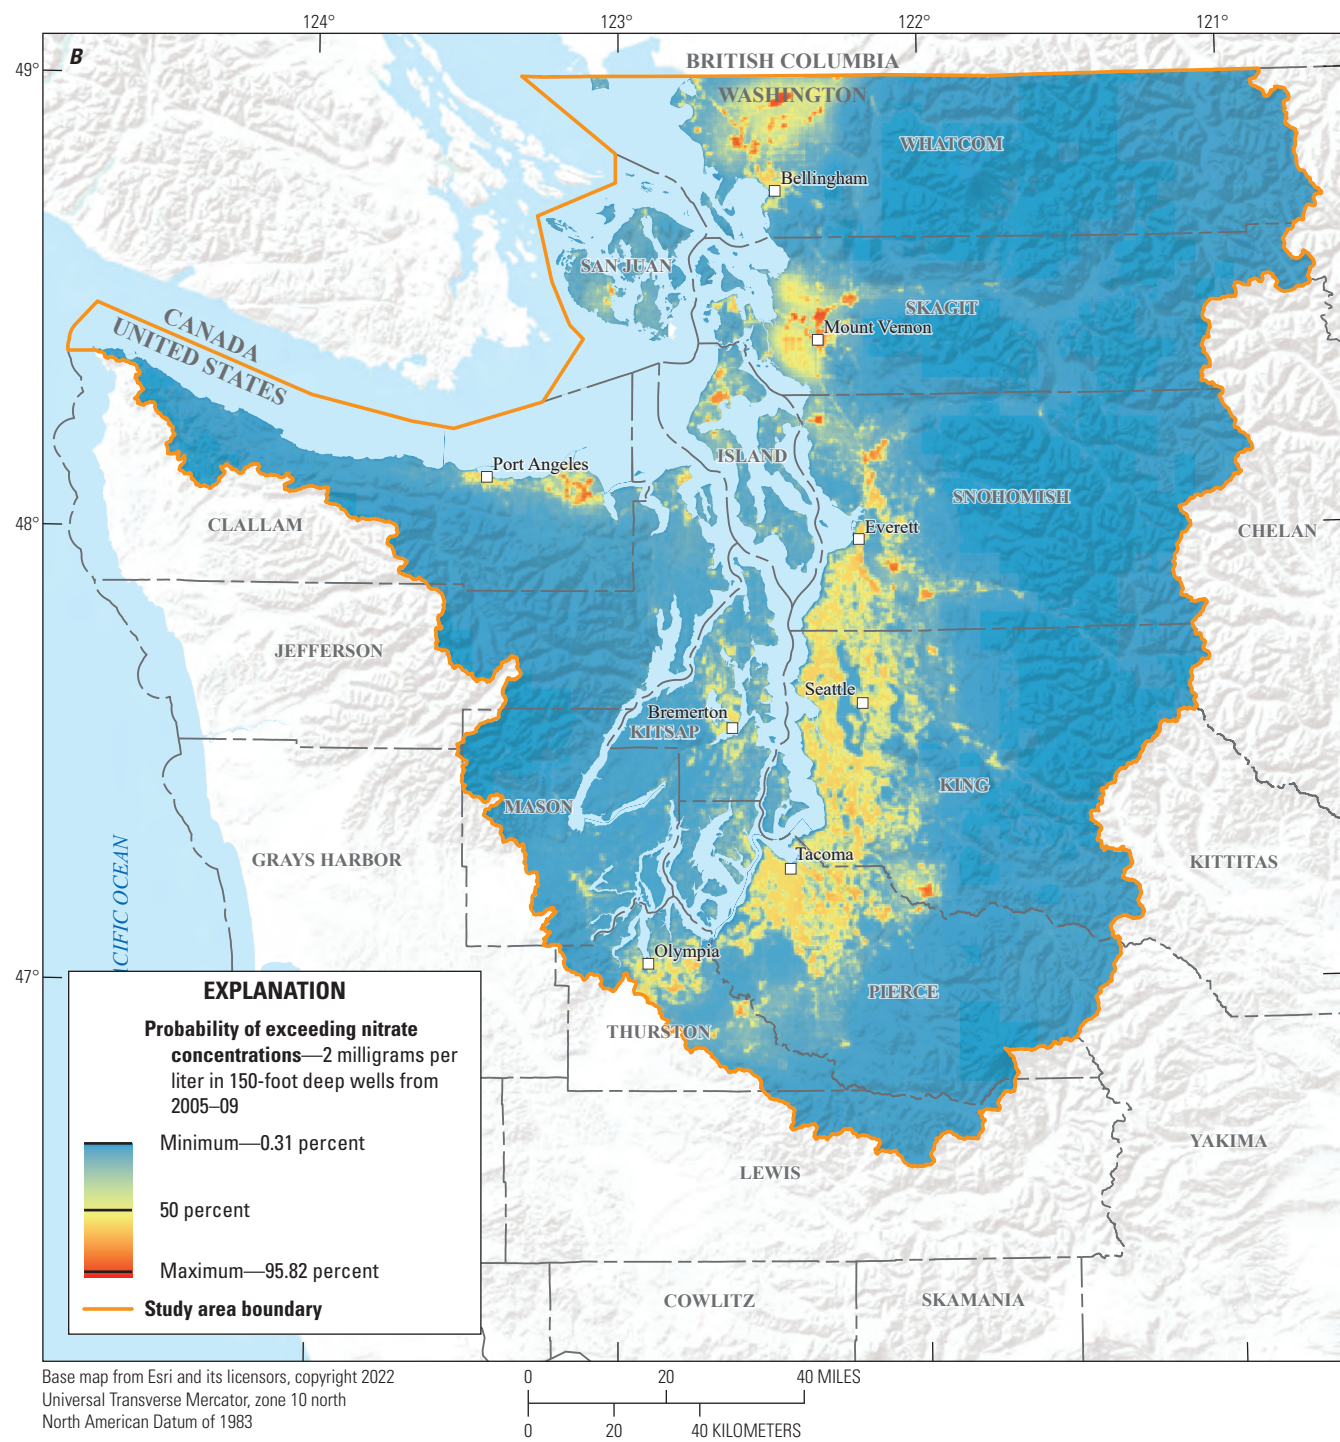 124°
123°
122°
121°
B
49°
BRITISH COLUMBIA
WASHINGTON
WHATCOM
Bellingham
SAN JUAN
SKAGIT
Mount Vernon
CANADA
UNITED STATES
ISLAND
Port Angeles
SNOHOMISH
48°
CLALLAM
Everett
CHELAN
JEFFERSON
Seattle
Bremerton
KITSAP
KING
MASON
GRAYS HARBOR
Tacoma
KITTITAS
ACIFIC OCEAN
Olympia
47°
PIERCE
THURSTON
EXPLANATION
Probability of exceeding nitrate
concentrations—2 milligrams per
liter in 150-foot deep wells from
2005–09
Minimum—0.31 percent
50 percent
Maximum—95.82 percent
Study area boundary
YAKIMA
LEWIS
COWLITZ
SKAMANIA
Base map from Esri and its licensors, copyright 2022
Universal Transverse Mercator, zone 10 north
North American Datum of 1983
0 20 40 MILES
0 20 40 KILOMETERS